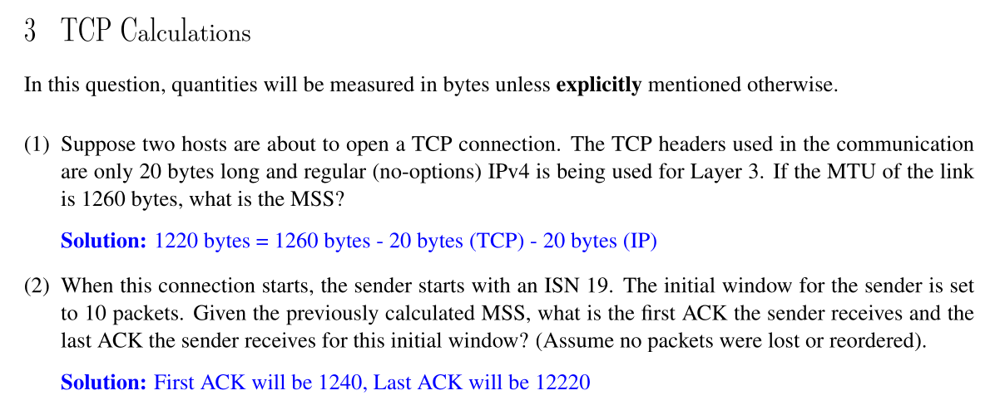 3 TCP Calculations
In this question, quantities will be measured in bytes unless explicitly mentioned otherwise.
(1) Suppose two hosts are about to open a TCP connection. The TCP headers used in the communication
are only 20 bytes long and regular (no-options) IPv4 is being used for Layer 3. If the MTU of the link
is 1260 bytes, what is the MSS?
Solution: 1220 bytes = 1260 bytes - 20 bytes (TCP) - 20 bytes (IP)
(2) When this connection starts, the sender starts with an ISN 19. The initial window for the sender is set
to 10 packets. Given the previously calculated MSS, what is the first ACK the sender receives and the
last ACK the sender receives for this initial window? (Assume no packets were lost or reordered).
Solution: First ACK will be 1240, Last ACK will be 12220